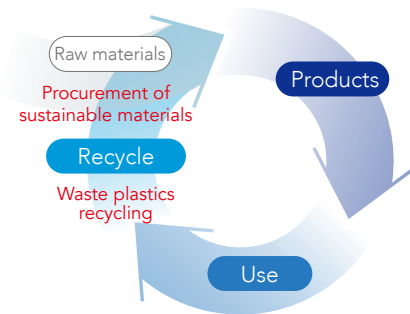 Raw materials
Procurement of
sustainable materials
Recycle
Waste plastics
recycling
Products
Use